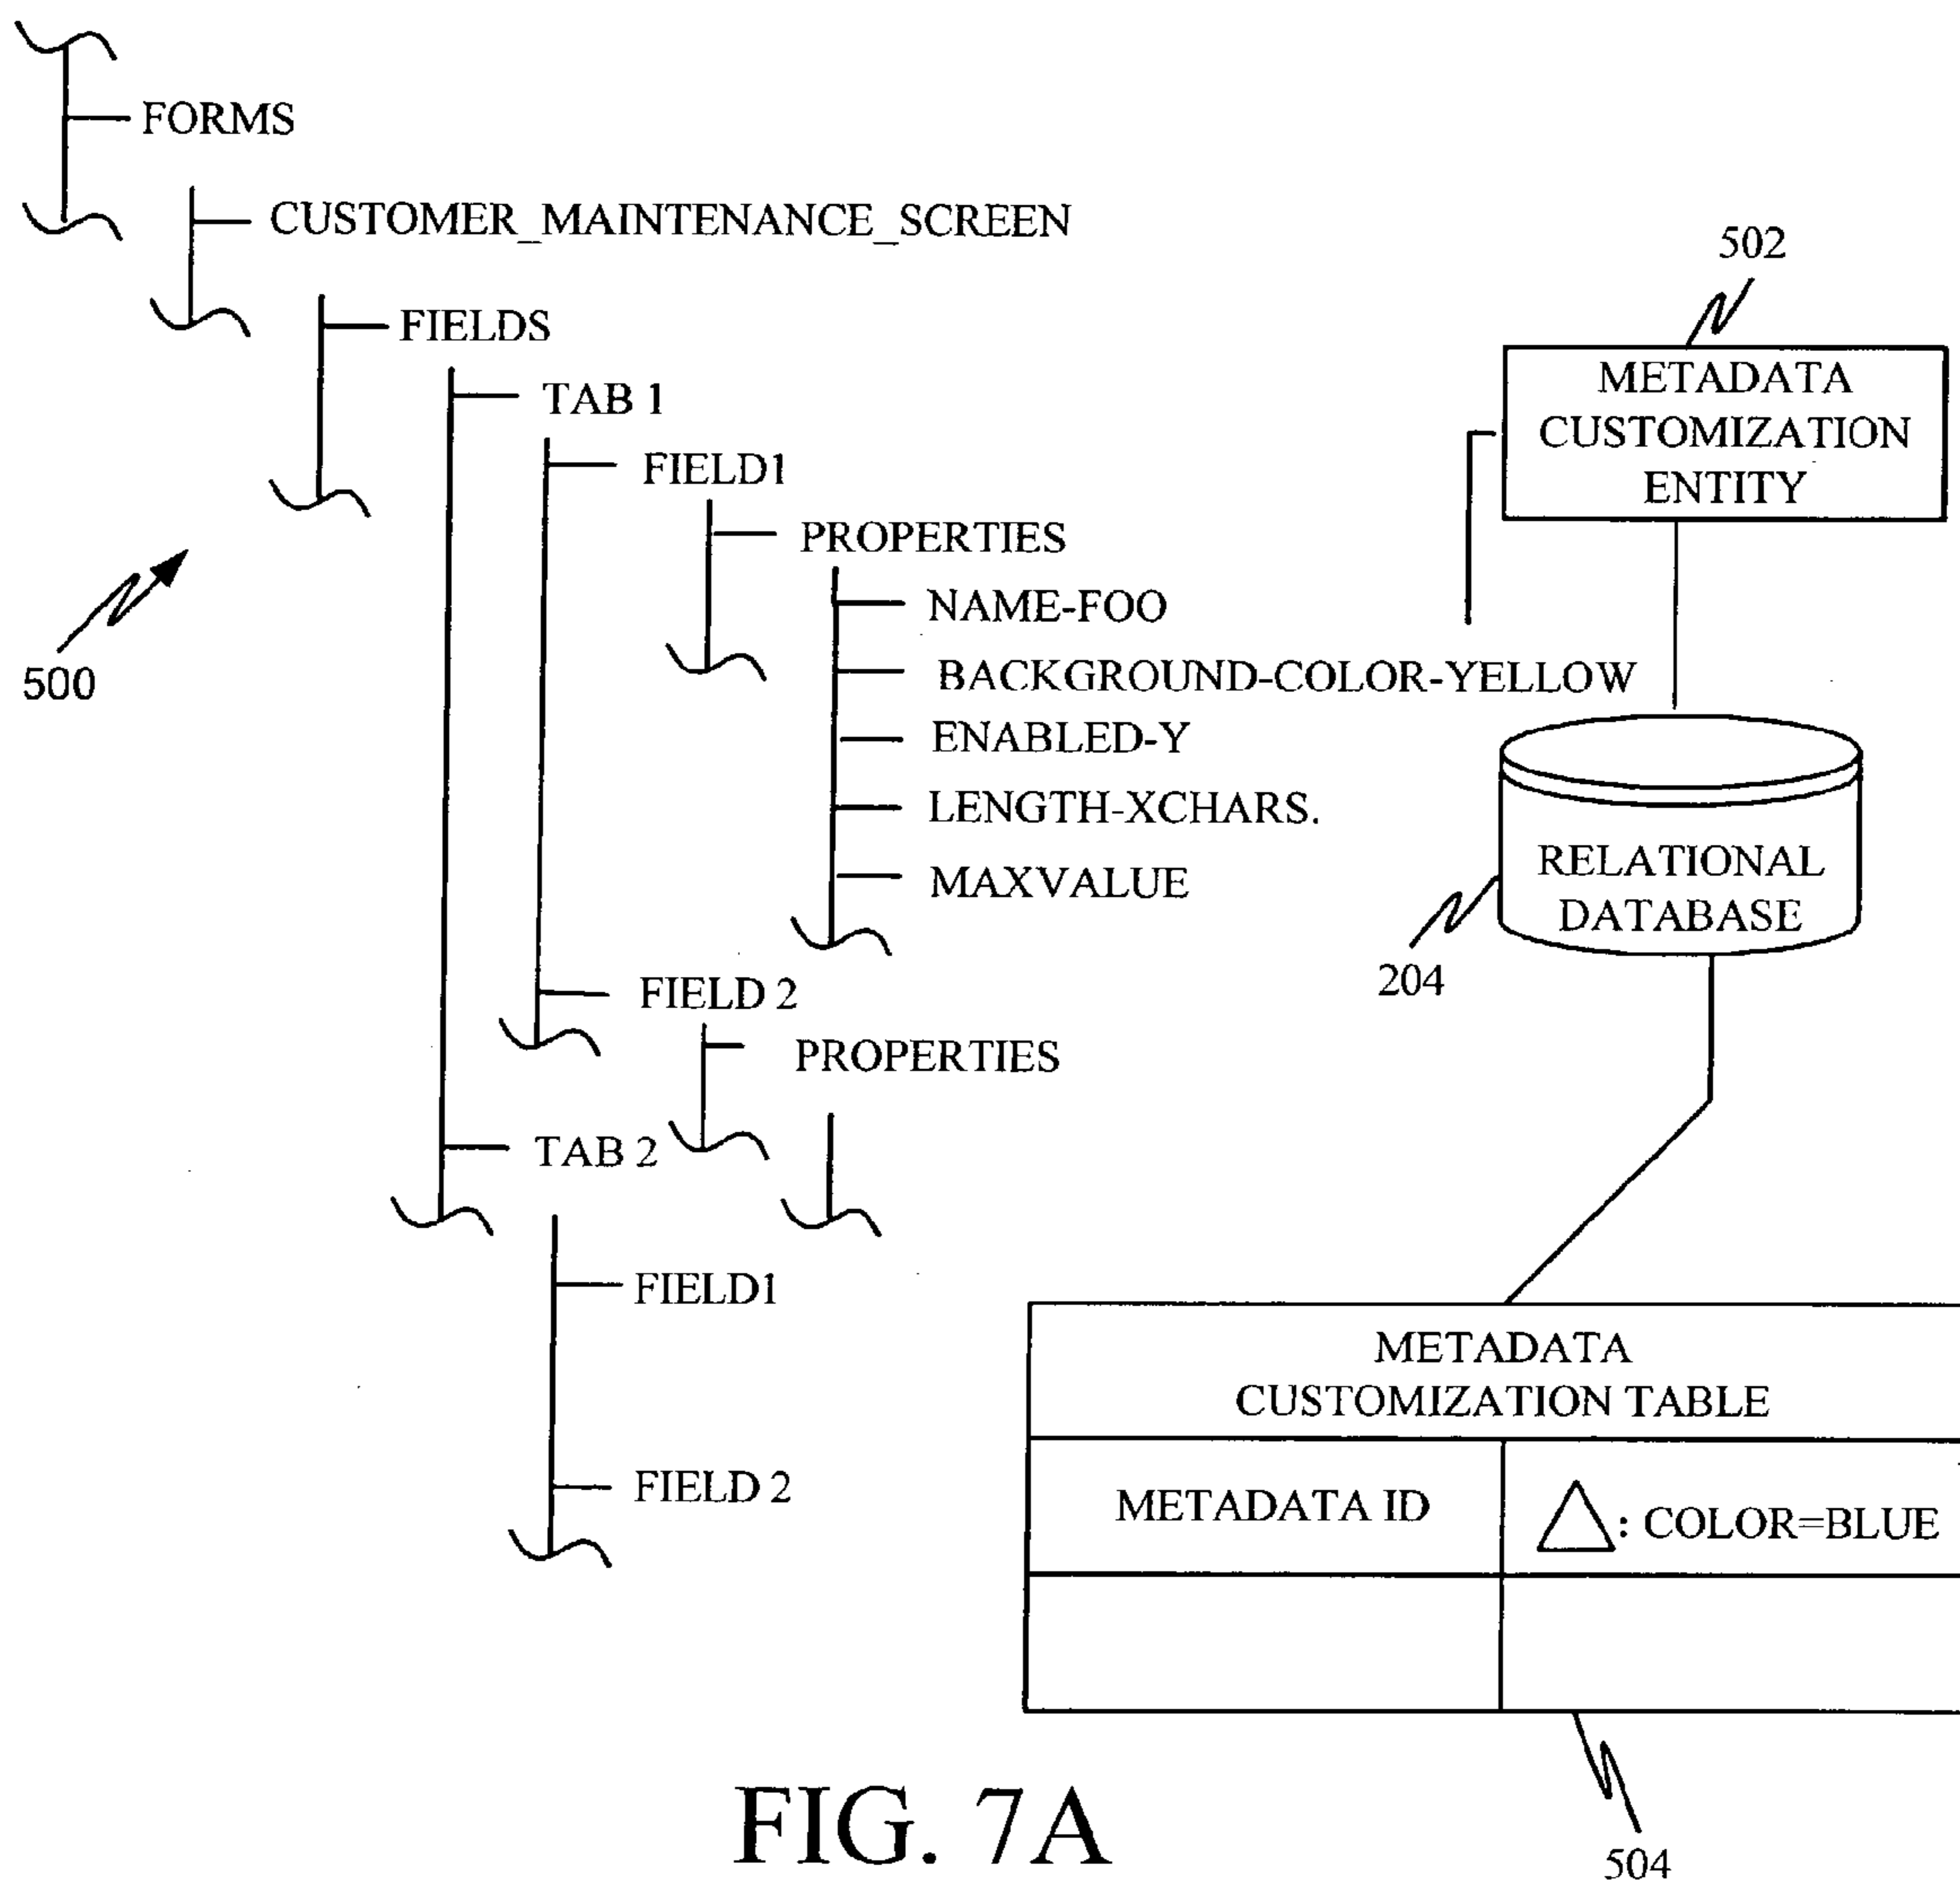 FORMS
CUSTOMER_MAINTENANCE_SCREEN
FIELDS
TAB 1
FIELD1
PROPERTIES
NAME-FOO
BACKGROUND-COLOR-YELLOW
ENABLED-Y
LENGTH-XCHARS.
MAXVALUE
FIELD 2
PROPERTIES
TAB 2
FIELD1
FIELD 2
500
502
METADATA
CUSTOMIZATION
ENTITY
RELATIONAL
DATABASE
204
METADATA
CUSTOMIZATION TABLE
METADATA ID
△: COLOR=BLUE
504
FIG. 7A